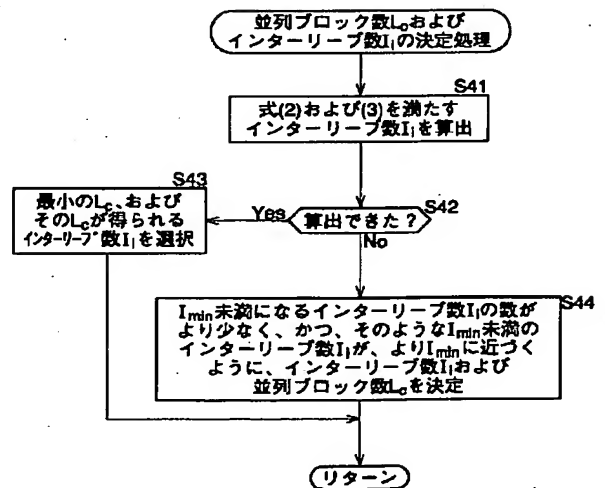 並列ブロック数Lcおよび
インターリーブ数Iiの決定処理
S41
式(2)および(3)を満たす
インターリーブ数Iiを算出
S43
最小のLc、および
そのLcが得られる
インターリーブ数Iiを選択
Yes
算出できた?
S42
No
S44
Imin未満になるインターリーブ数Iiの数が
より少なく、かつ、そのようなImin未満の
インターリーブ数Iiが、よりIminに近づく
ように、インターリーブ数Iiおよび
並列ブロック数Lcを決定
リターン